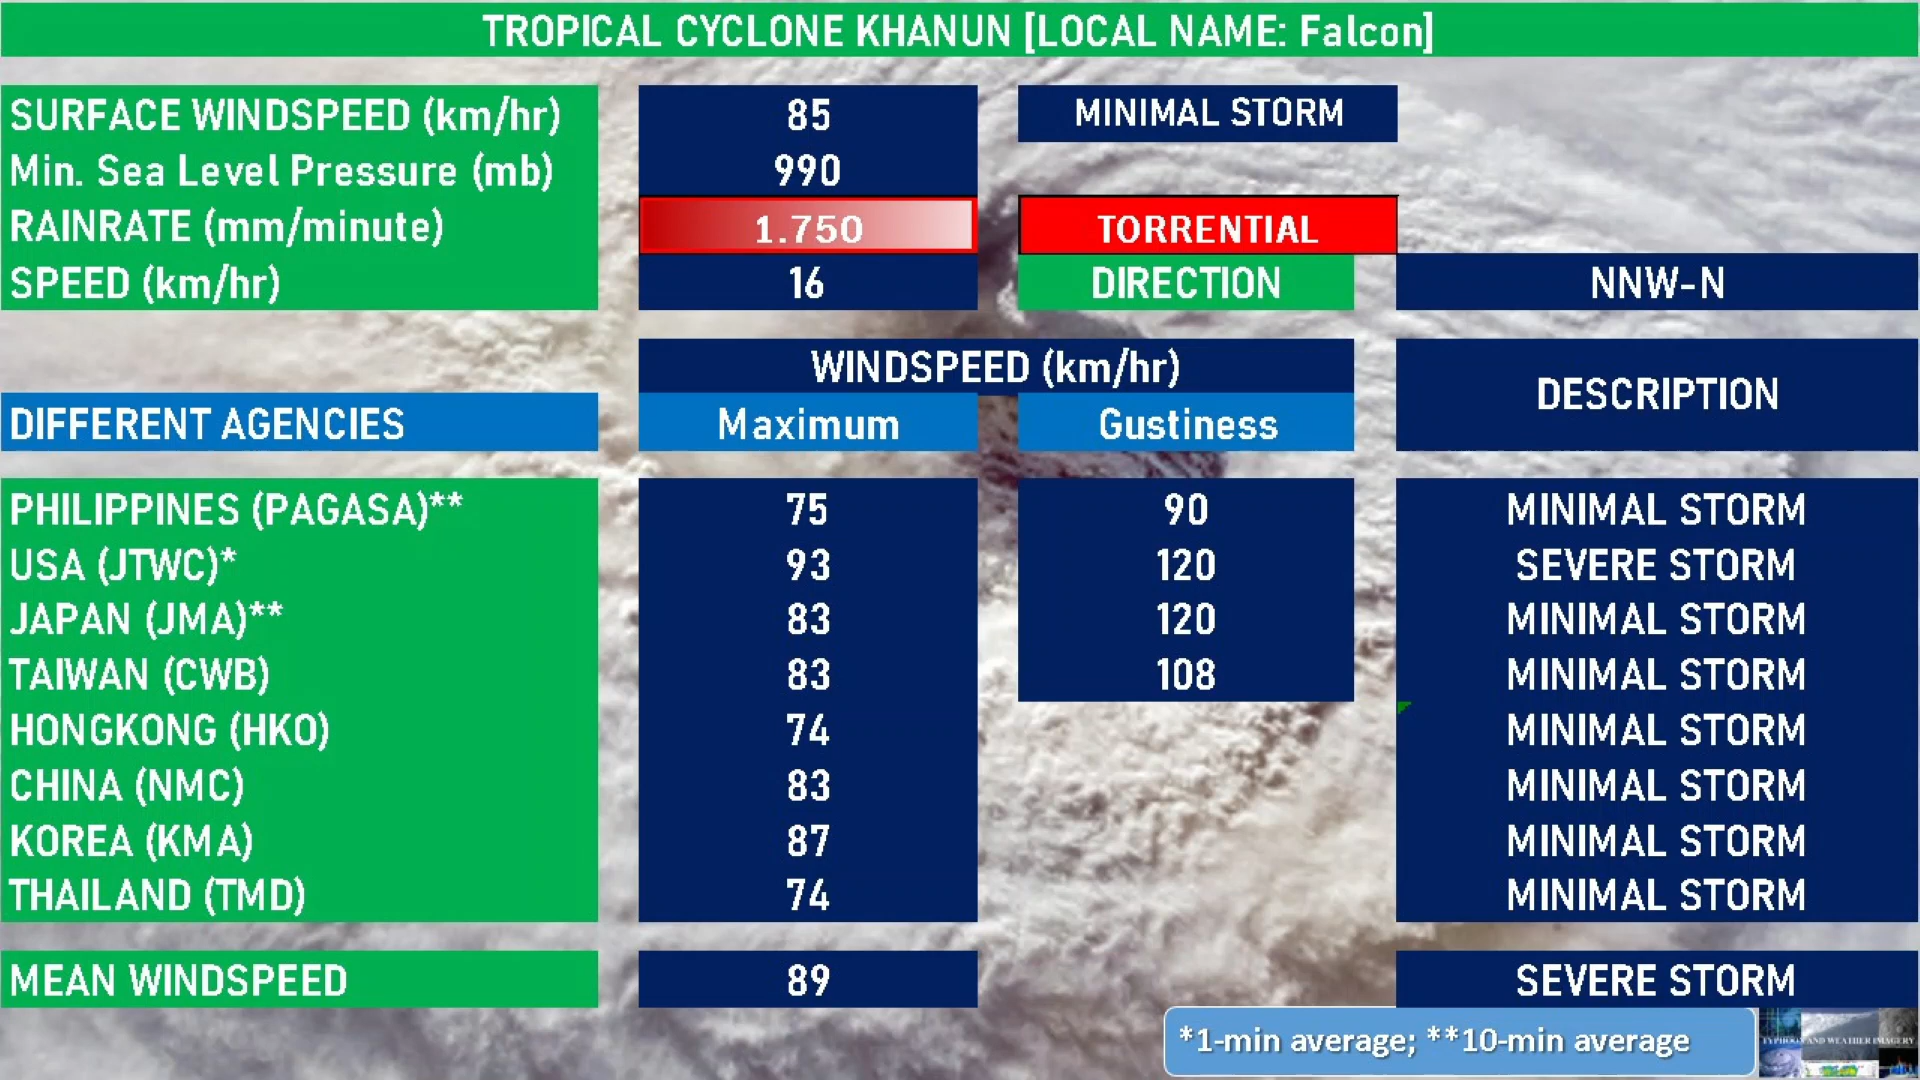 TROPICAL CYCLONE KHANUN [LOCAL NAME: Falcon]
SURFACE WINDSPEED (km/hr) 85 MINIMAL STORM
Min. Sea Level Pressure (mb) 990
RAINRATE (mm/minute) 1.750 TORRENTIAL
SPEED (km/hr) 16 DIRECTION NNW-N
WINDSPEED (km/hr) DESCRIPTION
DIFFERENT AGENCIES Maximum Gustiness
PHILIPPINES (PAGASA)** 75 90 MINIMAL STORM
USA (JTWC)* 93 120 SEVERE STORM
JAPAN (JMA)** 83 120 MINIMAL STORM
TAIWAN (CWB) 83 108 MINIMAL STORM
HONGKONG (HKO) 74 MINIMAL STORM
CHINA (NMC) 83 MINIMAL STORM
KOREA (KMA) 87 MINIMAL STORM
THAILAND (TMD) 74 MINIMAL STORM
MEAN WINDSPEED 89 SEVERE STORM
*1-min average; **10-min average
TYPHOON AND WEATHER IMAGERY